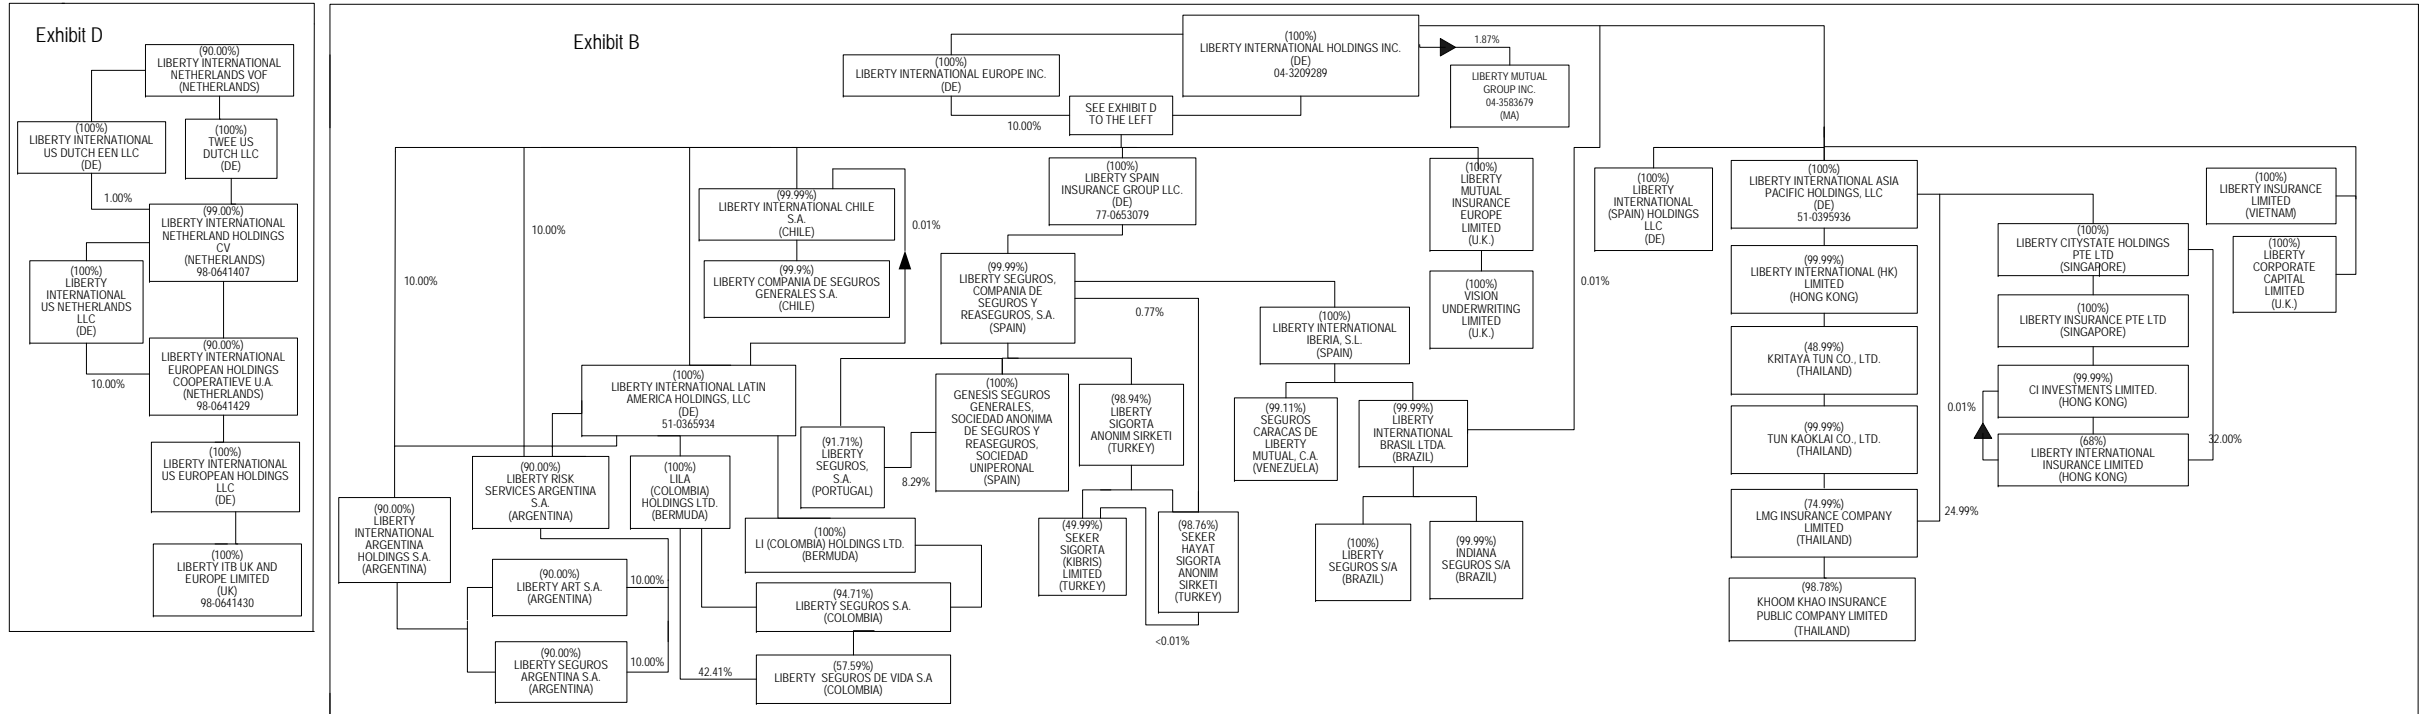 Exhibit D
(90.00%)
LIBERTY INTERNATIONAL
NETHERLANDS VOF
(NETHERLANDS)
(100%)
LIBERTY INTERNATIONAL
US DUTCH EEN LLC
(DE)
(100%)
TWEE US
DUTCH LLC
(DE)
1.00%
(99.00%)
LIBERTY INTERNATIONAL
NETHERLAND HOLDINGS
CV
(NETHERLANDS)
98-0641407
(100%)
LIBERTY
INTERNATIONAL
US NETHERLANDS
LLC
(DE)
10.00%
(90.00%)
LIBERTY INTERNATIONAL
EUROPEAN HOLDINGS
COOPERATIEVE U.A.
(NETHERLANDS)
98-0641429
(100%)
LIBERTY INTERNATIONAL
US EUROPEAN HOLDINGS
LLC
(DE)
(100%)
LIBERTY ITB UK AND
EUROPE LIMITED
(UK)
98-0641430
Exhibit B
(100%)
LIBERTY INTERNATIONAL HOLDINGS INC.
(DE)
04-3209289
1.87%
LIBERTY MUTUAL
GROUP INC.
04-3583679
(MA)
(100%)
LIBERTY INTERNATIONAL EUROPE INC.
(DE)
10.00%
SEE EXHIBIT D
TO THE LEFT
10.00%
10.00%
(99.99%)
LIBERTY INTERNATIONAL CHILE
S.A.
(CHILE)
0.01%
(99.9%)
LIBERTY COMPANIA DE SEGUROS
GENERALES S.A.
(CHILE)
(100%)
LIBERTY SPAIN
INSURANCE GROUP LLC.
(DE)
77-0653079
(99.99%)
LIBERTY SEGUROS,
COMPANIA DE
SEGUROS Y
REASEGUROS, S.A.
(SPAIN)
0.77%
(100%)
LIBERTY INTERNATIONAL
IBERIA, S.L.
(SPAIN)
(100%)
LIBERTY
MUTUAL
INSURANCE
EUROPE
LIMITED
(U.K.)
(100%)
VISION
UNDERWRITING
LIMITED
(U.K.)
0.01%
(100%)
LIBERTY INTERNATIONAL LATIN
AMERICA HOLDINGS, LLC
(DE)
51-0365934
(91.71%)
LIBERTY
SEGUROS,
S.A.
(PORTUGAL)
8.29%
(100%)
GENESIS SEGUROS
GENERALES,
SOCIEDAD ANONIMA
DE SEGUROS Y
REASEGUROS,
SOCIEDAD
UNIPERONAL
(SPAIN)
(98.94%)
LIBERTY
SIGORTA
ANONIM SIRKETI
(TURKEY)
(99.11%)
SEGUROS
CARACAS DE
LIBERTY
MUTUAL, C.A.
(VENEZUELA)
(99.99%)
LIBERTY
INTERNATIONAL
BRASIL LTDA.
(BRAZIL)
(90.00%)
LIBERTY
INTERNATIONAL
ARGENTINA
HOLDINGS S.A.
(ARGENTINA)
(90.00%)
LIBERTY RISK
SERVICES ARGENTINA
S.A.
(ARGENTINA)
(100%)
LILA
(COLOMBIA)
HOLDINGS LTD.
(BERMUDA)
(100%)
LI (COLOMBIA) HOLDINGS LTD.
(BERMUDA)
(90.00%)
LIBERTY ART S.A.
(ARGENTINA)
10.00%
(90.00%)
LIBERTY SEGUROS
ARGENTINA S.A.
(ARGENTINA)
10.00%
(94.71%)
LIBERTY SEGUROS S.A.
(COLOMBIA)
42.41%
(57.59%)
LIBERTY SEGUROS DE VIDA S.A
(COLOMBIA)
(49.99%)
SEKER
SIGORTA
(KIBRIS)
LIMITED
(TURKEY)
(98.76%)
SEKER
HAYAT
SIGORTA
ANONIM
SIRKETI
(TURKEY)
<0.01%
(100%)
LIBERTY
SEGUROS S/A
(BRAZIL)
(99.99%)
INDIANA
SEGUROS S/A
(BRAZIL)
(100%)
LIBERTY
INTERNATIONAL
(SPAIN) HOLDINGS
LLC
(DE)
(100%)
LIBERTY INTERNATIONAL ASIA
PACIFIC HOLDINGS, LLC
(DE)
51-0395936
(99.99%)
LIBERTY INTERNATIONAL (HK)
LIMITED
(HONG KONG)
(48.99%)
KRITAYA TUN CO., LTD.
(THAILAND)
(99.99%)
TUN KAOKLAI CO., LTD.
(THAILAND)
(74.99%)
LMG INSURANCE COMPANY
LIMITED
(THAILAND)
24.99%
(98.78%)
KHOOM KHAO INSURANCE
PUBLIC COMPANY LIMITED
(THAILAND)
(100%)
LIBERTY CITYSTATE HOLDINGS
PTE LTD
(SINGAPORE)
(100%)
LIBERTY INSURANCE PTE LTD
(SINGAPORE)
(99.99%)
CI INVESTMENTS LIMITED.
(HONG KONG)
0.01%
(68%)
LIBERTY INTERNATIONAL
INSURANCE LIMITED
(HONG KONG)
32.00%
(100%)
LIBERTY INSURANCE
LIMITED
(VIETNAM)
(100%)
LIBERTY
CORPORATE
CAPITAL
LIMITED
(U.K.)